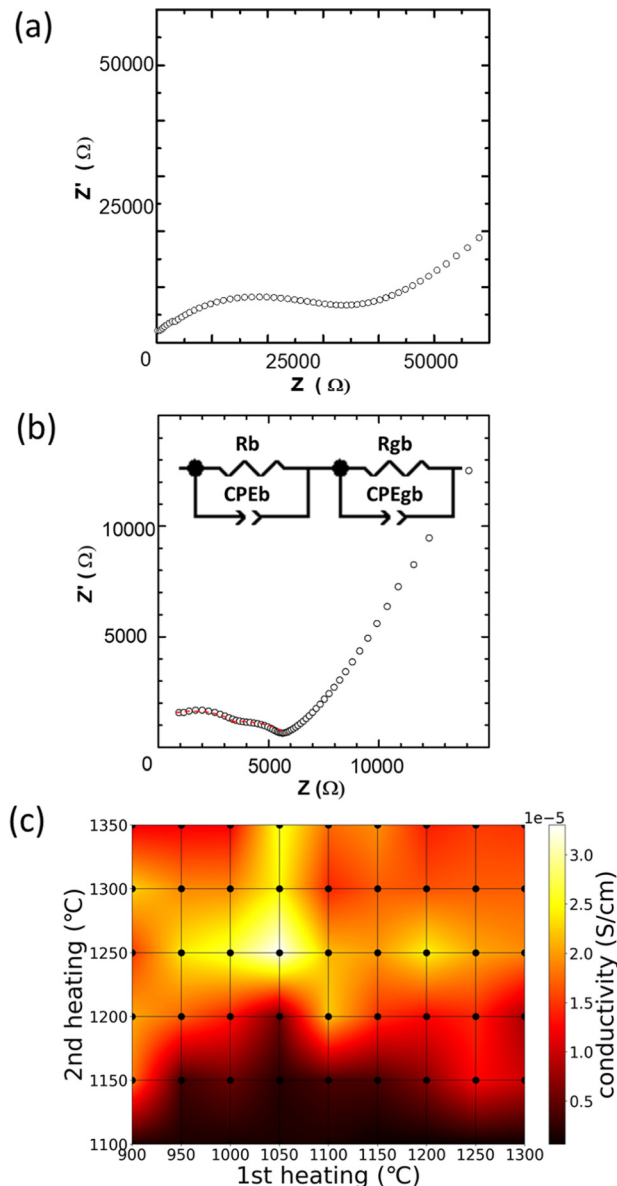 (a)
50000
25000
0
25000
50000
Z' (Ω)
Z (Ω)
(b)
Rb
Rgb
CPEb
CPEgb
10000
5000
0
5000
10000
Z' (Ω)
Z (Ω)
(c)
1e−5
1350
1300
1250
1200
1150
1100
2nd heating (℃)
900
950
1000
1050
1100
1150
1200
1250
1300
1st heating (℃)
3.0
2.5
2.0
1.5
1.0
0.5
conductivity (S/cm)